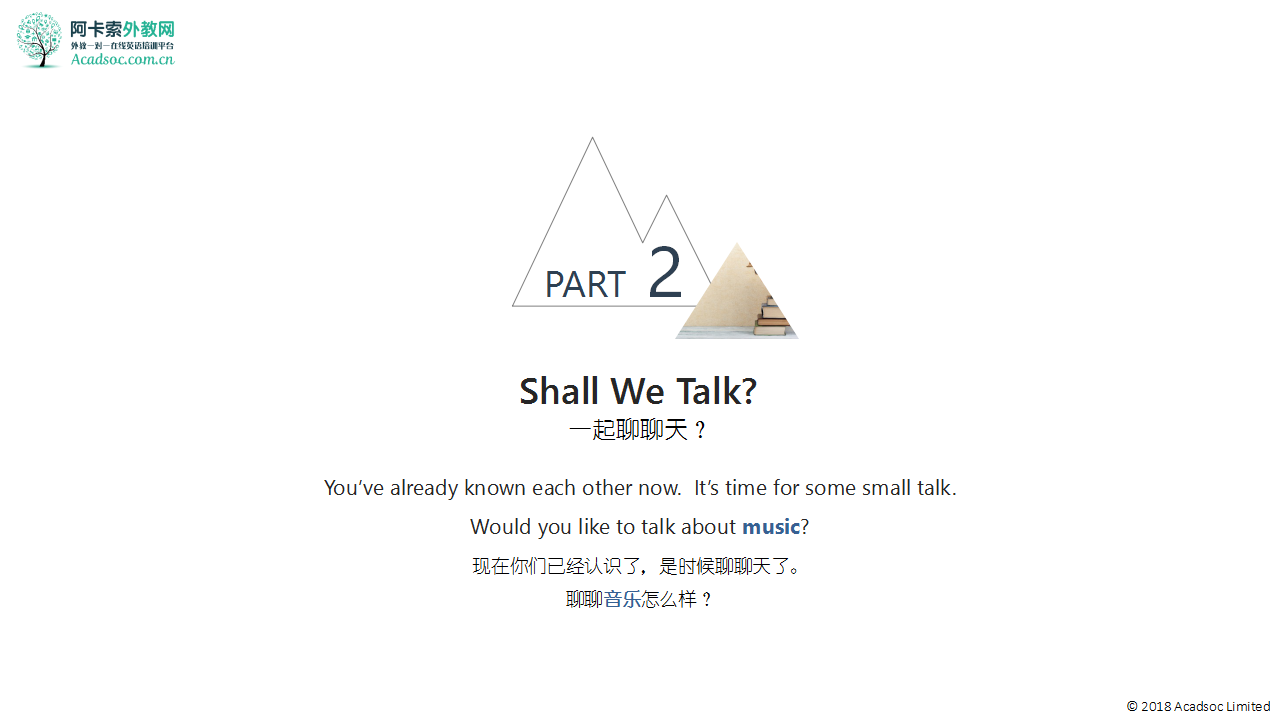 阿卡索外教网
外教一对一在线英语培训平台
Acadsoc.com.cn
PART 2
Shall We Talk?
一起聊聊天？
You’ve already known each other now.  It’s time for some small talk.
Would you like to talk about music?
现在你们已经认识了，是时候聊聊天了。
聊聊音乐怎么样？
© 2018 Acadsoc Limited